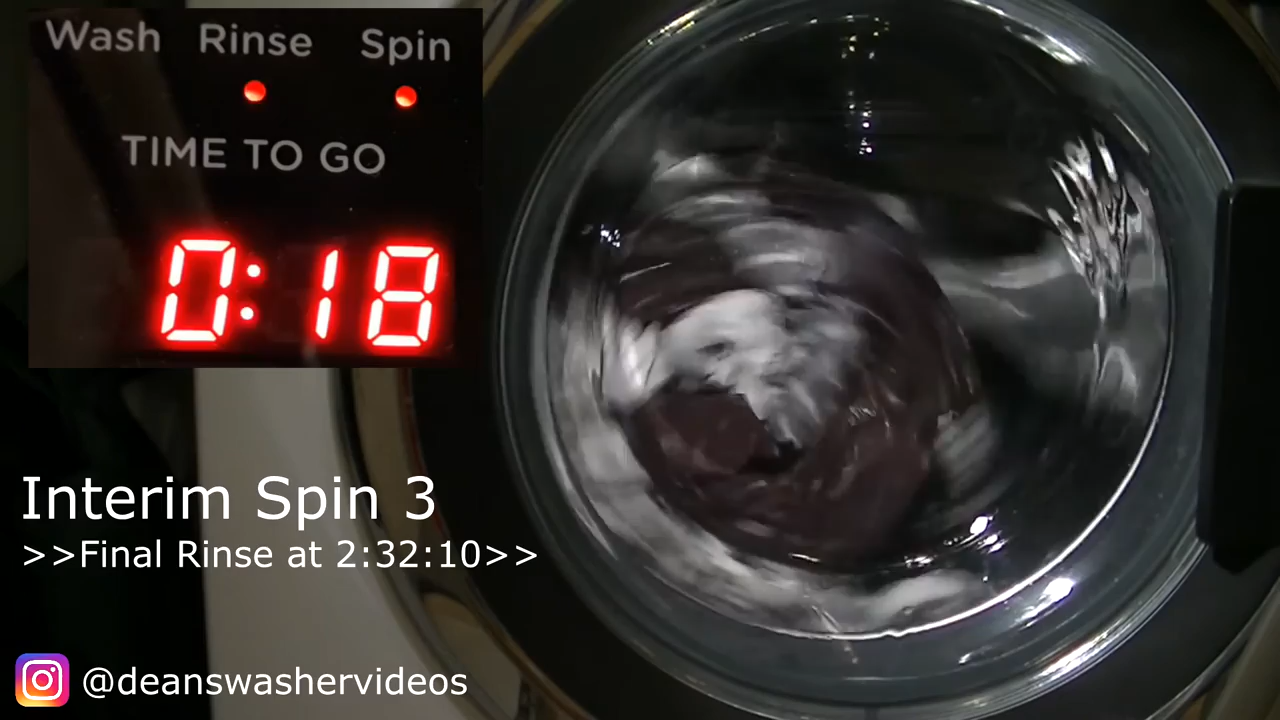 Wash Rinse Spin
TIME TO GO
0:18
Interim Spin 3
>>Final Rinse at 2:32:10>>
@deanswashervideos